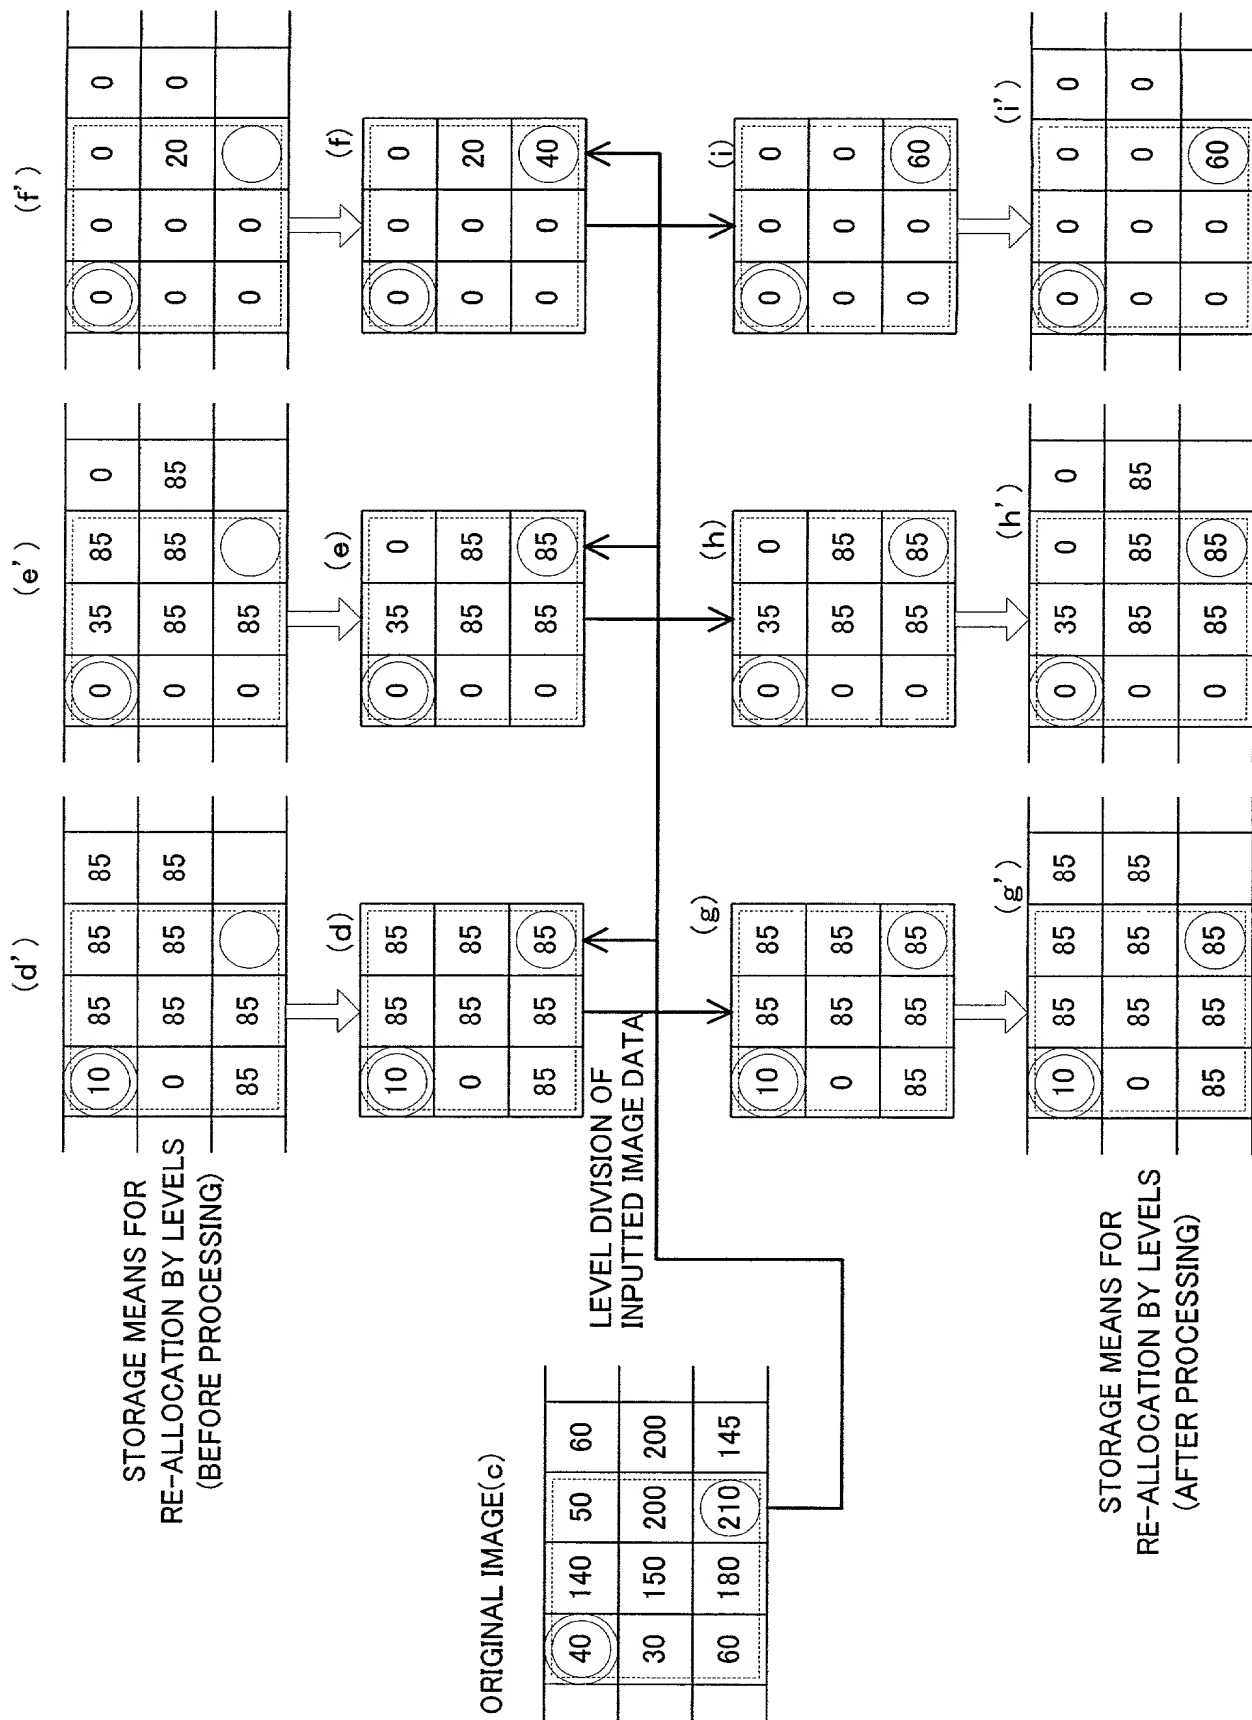 (d')
(e')
(f')
STORAGE MEANS FOR
RE-ALLOCATION BY LEVELS
(BEFORE PROCESSING)
10 85 85 85
0 85 85 85
85 85
0 35 85 0
0 85 85 85
0 85
0 0 0 0
0 0 20 0
0 0
(d)
10 85 85
0 85 85
85 85 85
(e)
0 35 0
0 85 85
0 85 85
(f)
0 0 0
0 0 20
0 0 40
ORIGINAL IMAGE(c)
40 140 50 60
30 150 200 200
60 180 210 145
LEVEL DIVISION OF
INPUTTED IMAGE DATA
(g)
10 85 85
0 85 85
85 85 85
(h)
0 35 0
0 85 85
0 85 85
(i)
0 0 0
0 0 0
0 0 60
STORAGE MEANS FOR
RE-ALLOCATION BY LEVELS
(AFTER PROCESSING)
(g')
10 85 85 85
0 85 85 85
85 85 85
(h')
0 35 0 0
0 85 85 85
0 85 85
(i')
0 0 0 0
0 0 0 0
0 0 60